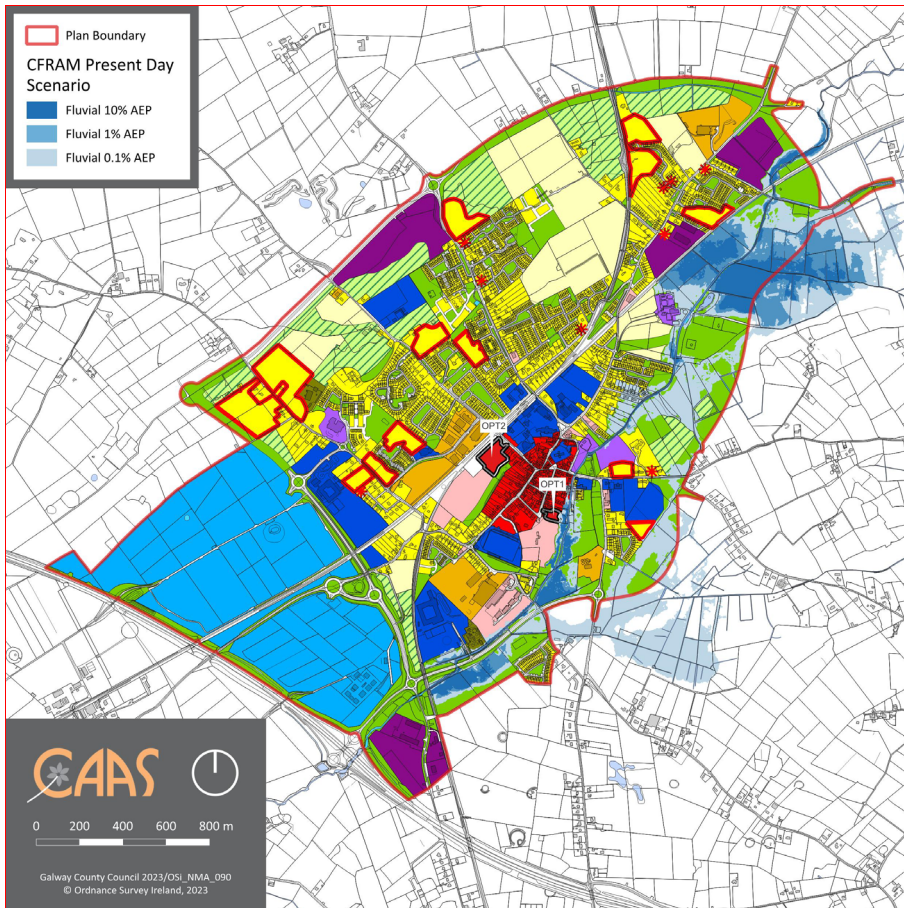 Plan Boundary
CFRAM Present Day
Scenario
Fluvial 10% AEP
Fluvial 1% AEP
Fluvial 0.1% AEP
OPT2
OPT1
CAAS
0 200 400 600 800 m
Galway County Council 2023/OSi_NMA_090
© Ordnance Survey Ireland, 2023